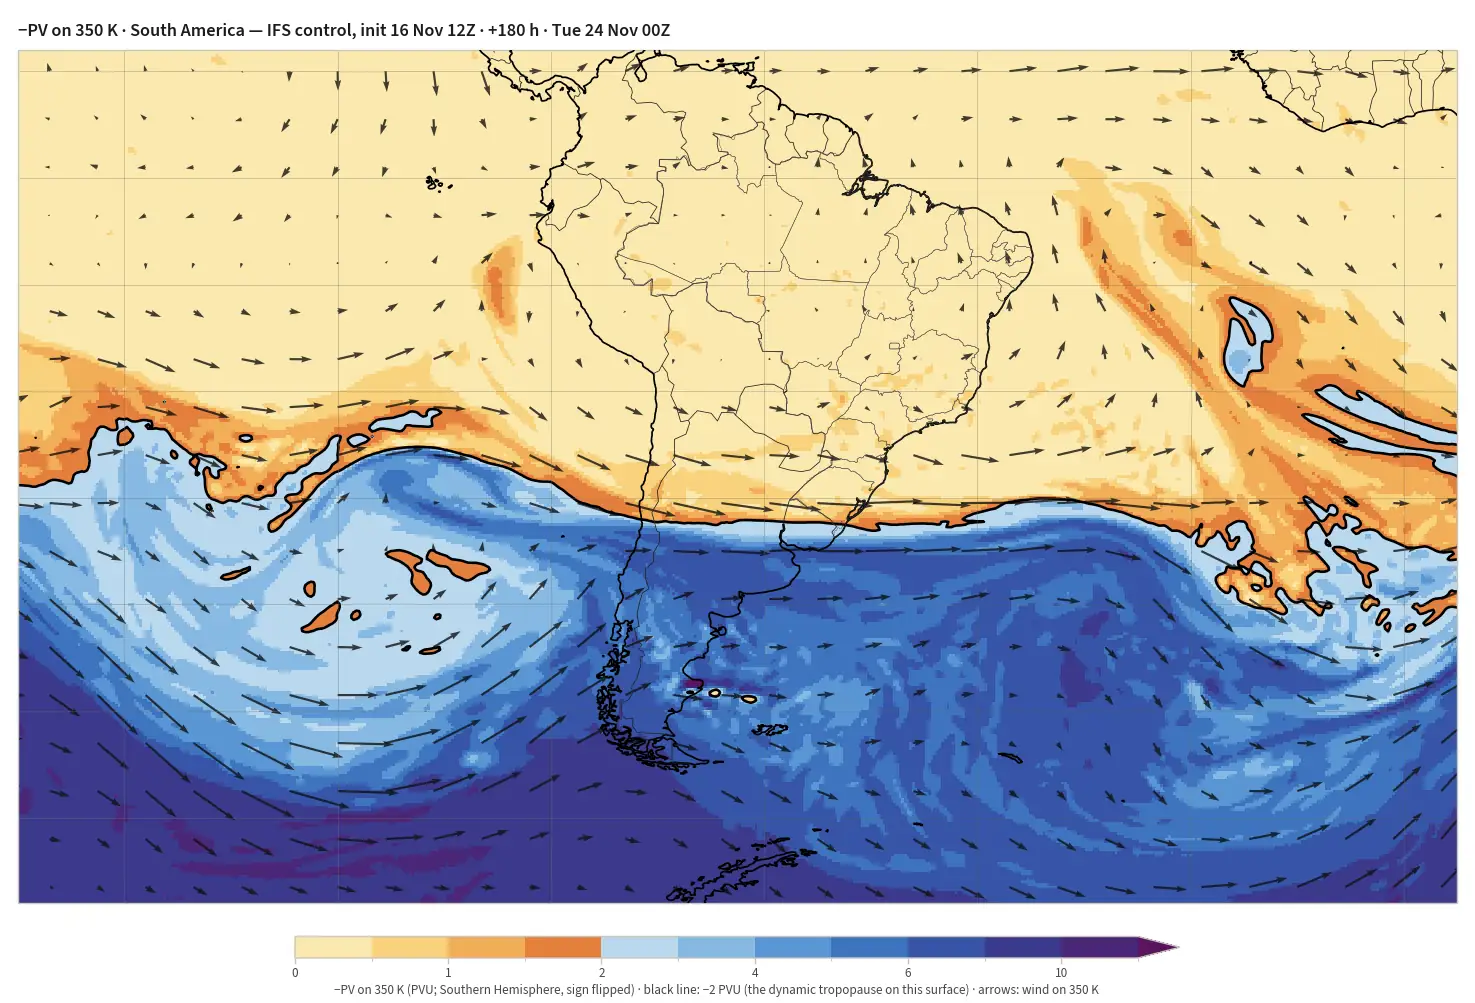 −PV on 350 K · South America — IFS control, init 16 Nov 12Z · +180 h · Tue 24 Nov 00Z
0 1 2 4 6 10
−PV on 350 K (PVU; Southern Hemisphere, sign flipped) · black line: −2 PVU (the dynamic tropopause on this surface) · arrows: wind on 350 K